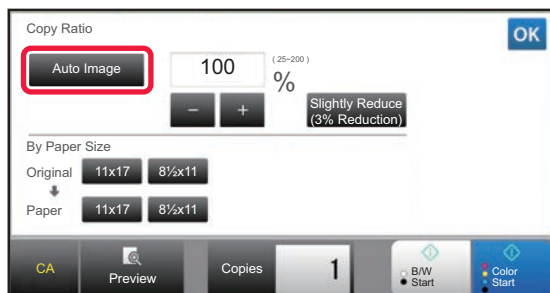 Copy Ratio
OK
Auto Image
100
( 25~200 )
%
– +
Slightly Reduce
(3% Reduction)
By Paper Size
Original 11x17 8½x11
Paper 11x17 8½x11
CA
Preview
Copies 1
B/W
Start
Color
Start